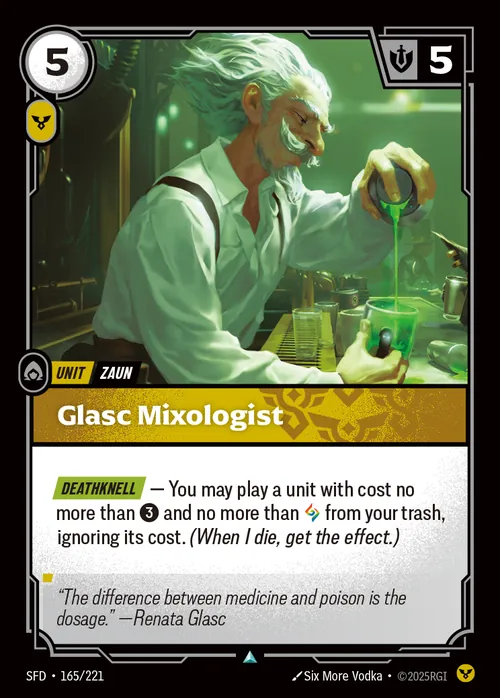 5
5
UNIT ZAUN
Glasc Mixologist
DEATHKNELL — You may play a unit with cost no
more than 3 and no more than from your trash,
ignoring its cost. (When I die, get the effect.)
“The difference between medicine and poison is the
dosage.” —Renata Glasc
SFD • 165/221
Six More Vodka • ©2025RGI